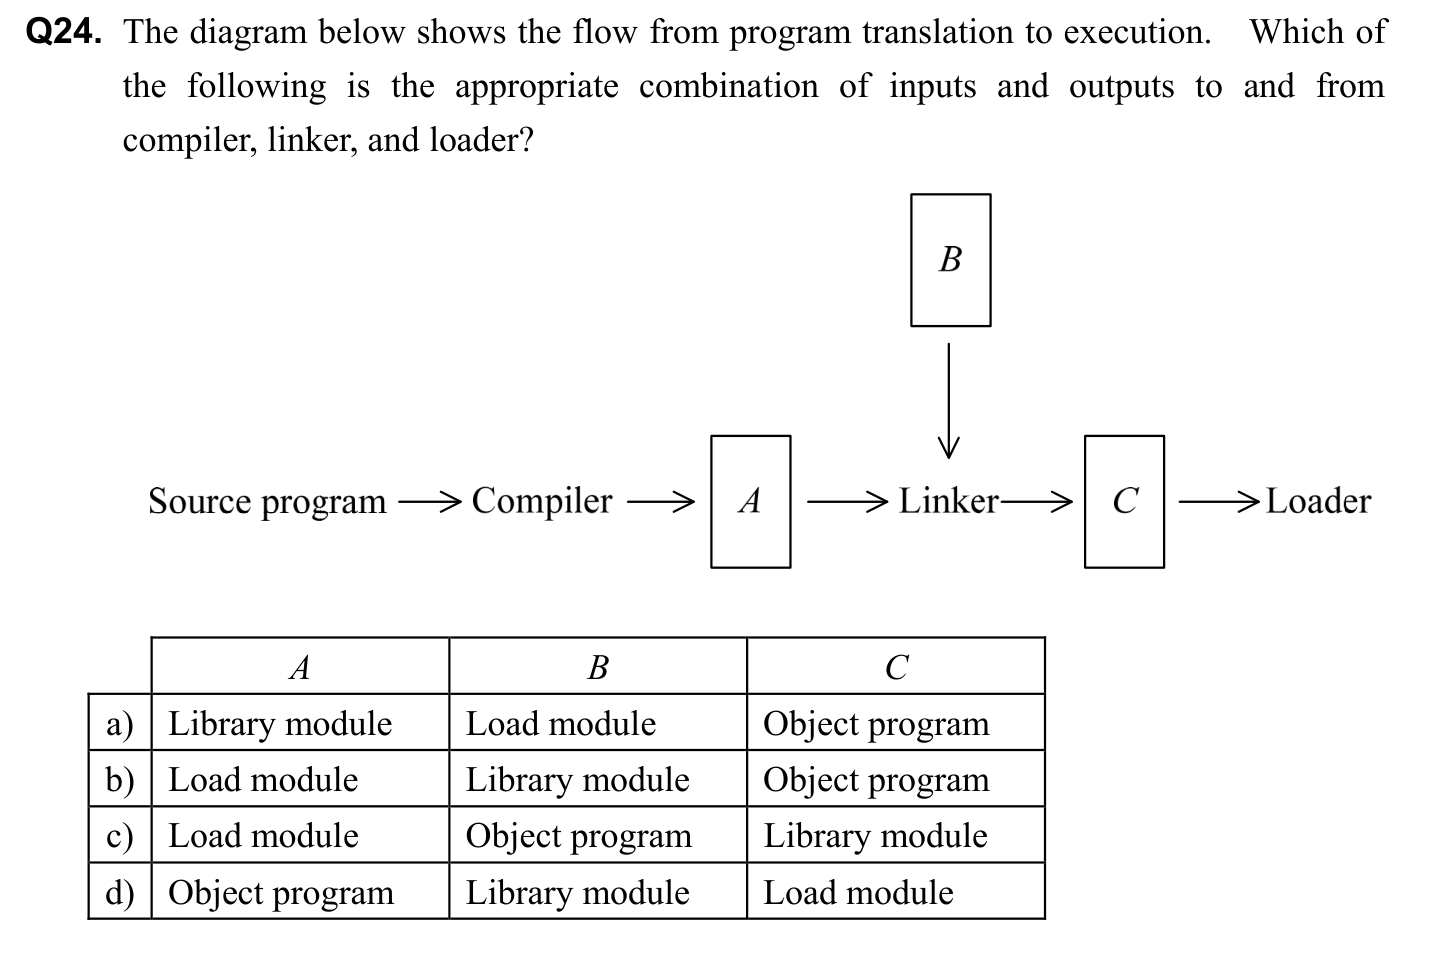 Q24. The diagram below shows the flow from program translation to execution. Which of
the following is the appropriate combination of inputs and outputs to and from
compiler, linker, and loader?
B
Source program Compiler A Linker C Loader
A B C
a) Library module Load module Object program
b) Load module Library module Object program
c) Load module Object program Library module
d) Object program Library module Load module